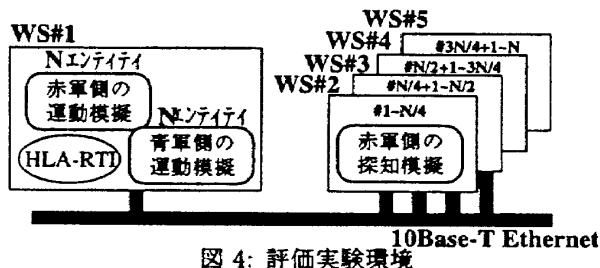 WS#1
Nエンティティ
赤軍側の
運動模擬
Nエンティティ
青軍側の
運動模擬
HLA-RTI
WS#5
WS#4
WS#3
WS#2
#3N/4+1~N
#N/2+1~3N/4
#N/4+1~N/2
#1~N/4
赤軍側の
探知模擬
10Base-T Ethernet
図 4: 評価実験環境